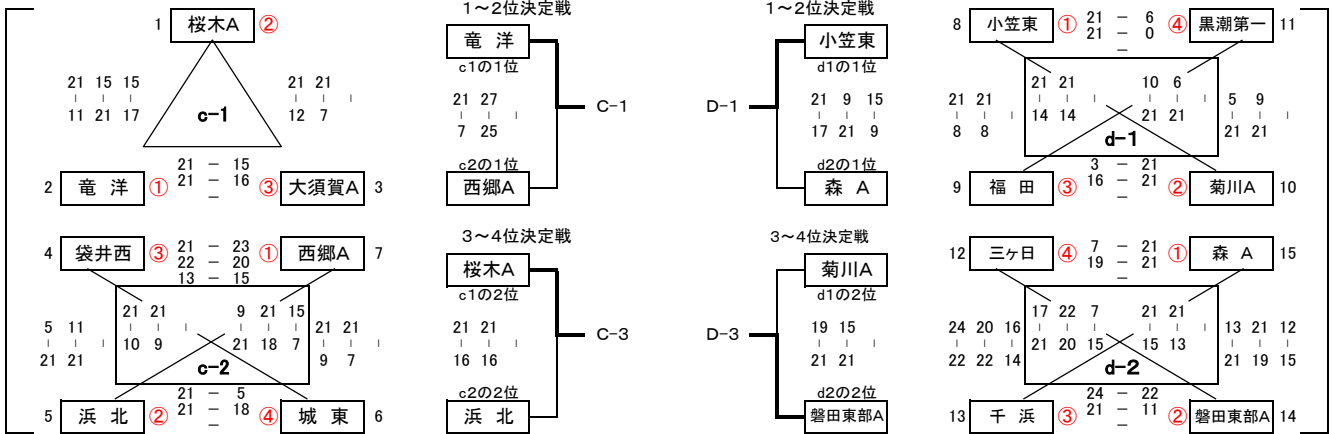 1 桜木A ②
21 15 15
11 21 17
c-1
21 21
12 7
2 竜 洋 ①
21 － 15
21 － 16
－
③ 大須賀A 3
4 袋井西 ③
21 － 23
22 － 20
13 － 15
① 西郷A 7
5 11
21 21
21 21
10 9
9 21 15
21 18 7
21 21
9 7
c-2
5 浜 北 ②
21 － 5
21 － 18
－
④ 城 東 6
1～2位決定戦
竜 洋
c1の1位
21 27
7 25
C-1
c2の1位
西郷A
3～4位決定戦
桜木A
c1の2位
21 21
16 16
C-3
c2の2位
浜 北
1～2位決定戦
小笠東
d1の1位
D-1
21 9 15
17 21 9
d2の1位
森 A
3～4位決定戦
菊川A
d1の2位
D-3
19 15
21 21
d2の2位
磐田東部A
8 小笠東 ①
21 － 6
21 － 0
－
④ 黒潮第一 11
21 21
8 8
21 21
14 14
10 6
21 21
5 9
21 21
d-1
9 福 田 ③
3 － 21
16 － 21
－
② 菊川A 10
12 三ヶ日 ④
7 － 21
19 － 21
－
① 森 A 15
24 20 16
22 22 14
17 22 7
21 20 15
21 21
15 13
13 21 12
21 19 15
d-2
13 千 浜 ③
24 － 22
21 － 11
－
② 磐田東部A 14